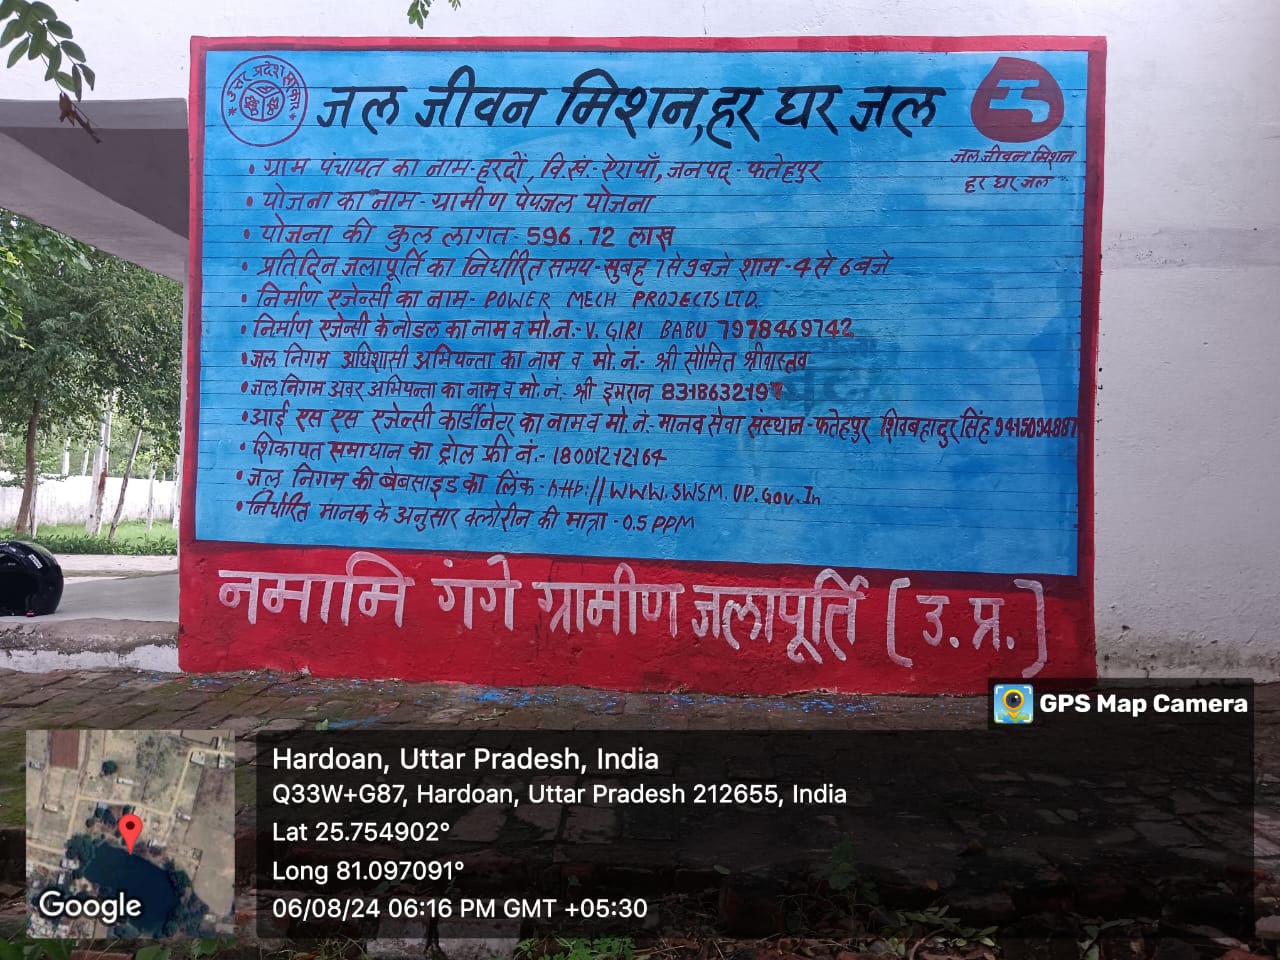 उत्तर प्रदेश सरकार
जल जीवन मिशन, हर घर जल
जल जीवन मिशन
हर घर जल
• ग्राम पंचायत का नाम-हरदों, वि.खं.-ऐरायाँ, जनपद-फतेहपुर
• योजना का नाम-ग्रामीण पेयजल योजना
• योजना की कुल लागत-596.72 लाख
• प्रतिदिन जलापूर्ति का निर्धारित समय-सुबह 7 से 9 बजे शाम-4 से 6 बजे
• निर्माण एजेन्सी का नाम- POWER MECH PROJECTS LTD.
• निर्माण एजेन्सी के नोडल का नाम व मो.नं.- V. GIRI BABU 7978469742
• जल निगम अधिशासी अभियन्ता का नाम व मो.नं.- श्री सौमित श्रीवास्तव
• जल निगम अवर अभियन्ता का नाम व मो.नं. श्री इमरान 8318632197
• आई एस एस एजेन्सी कार्डीनेटर का नाम व मो.नं.- मानव सेवा संस्थान-फतेहपुर शिवबहादुर सिंह
• शिकायत समाधान का ट्रोल फ्री नं.- 18001212164
• जल निगम की बेबसाइड का लिंक - http://WWW.SWSM.UP.Gov.In
• निर्धारित मानक के अनुसार क्लोरीन की मात्रा - 0.5 PPM
नमामि गंगे ग्रामीण जलापूर्ति (उ.प्र.)
GPS Map Camera
Hardoan, Uttar Pradesh, India
Q33W+G87, Hardoan, Uttar Pradesh 212655, India
Lat 25.754902°
Long 81.097091°
06/08/24 06:16 PM GMT +05:30
Google